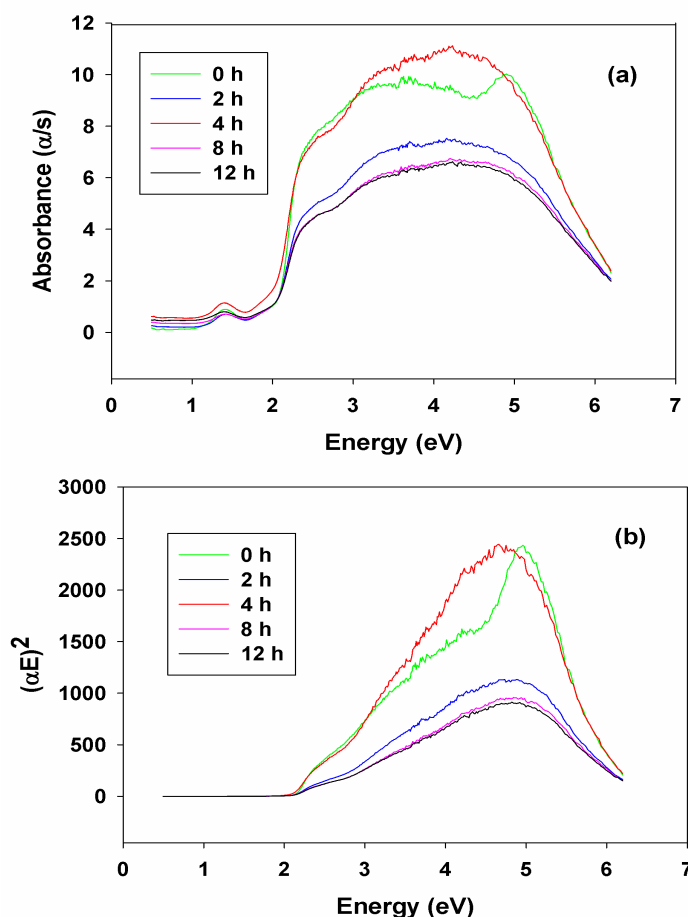 12
10
8
6
4
2
0
Absorbance (α/s)
0 h
2 h
4 h
8 h
12 h
(a)
0 1 2 3 4 5 6 7
Energy (eV)
3000
2500
2000
1500
1000
500
0
(αE)²
0 h
2 h
4 h
8 h
12 h
(b)
0 1 2 3 4 5 6 7
Energy (eV)